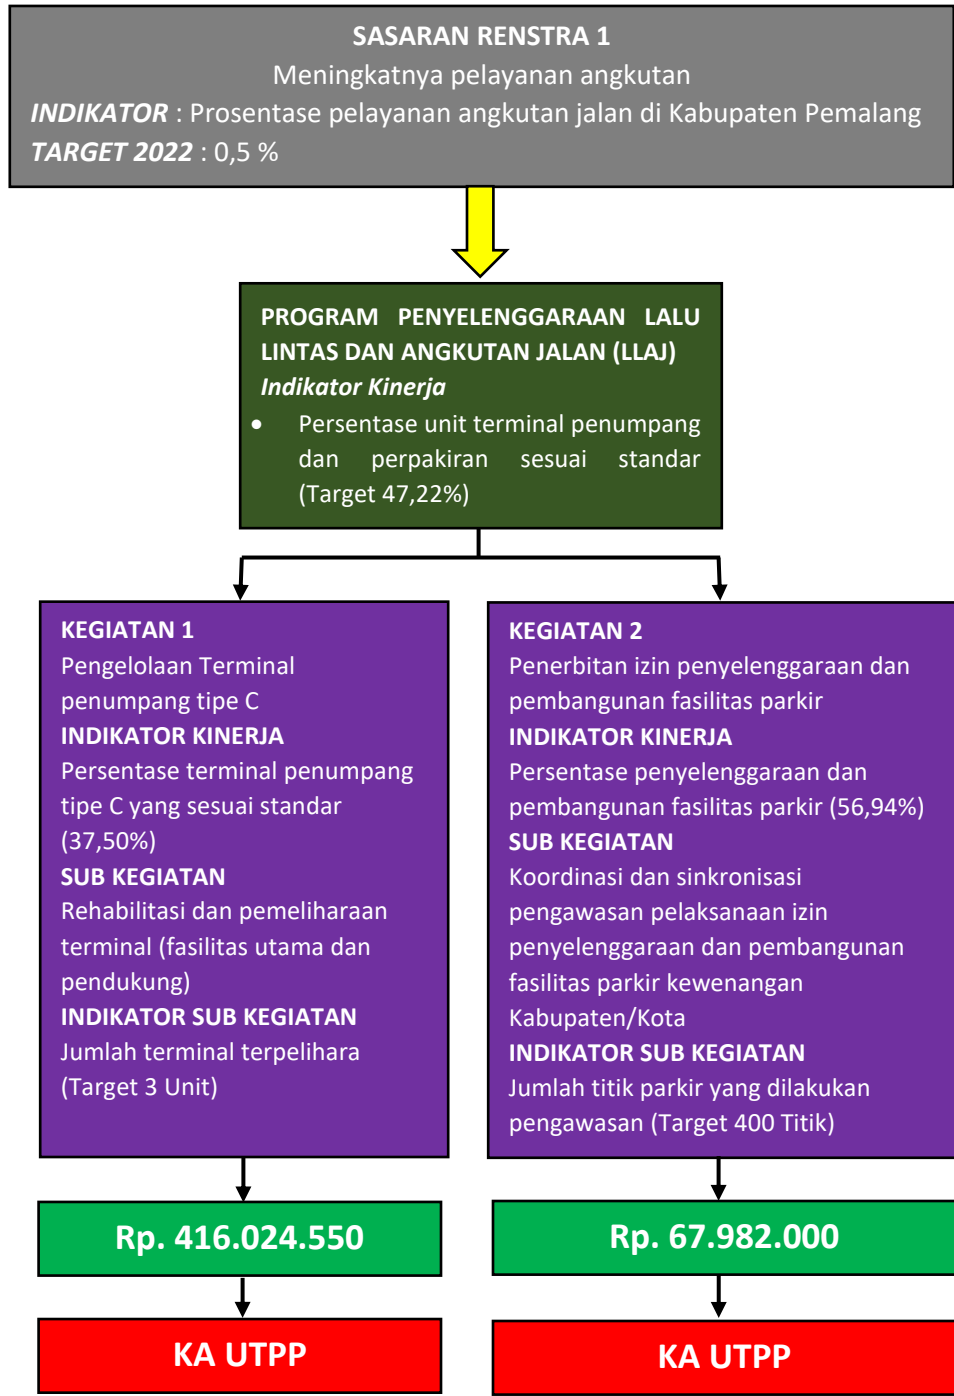 SASARAN RENSTRA 1
Meningkatnya pelayanan angkutan
INDIKATOR : Prosentase pelayanan angkutan jalan di Kabupaten Pemalang
TARGET 2022 : 0,5 %
PROGRAM PENYELENGGARAAN LALU
LINTAS DAN ANGKUTAN JALAN (LLAJ)
Indikator Kinerja
• Persentase unit terminal penumpang
dan perpakiran sesuai standar
(Target 47,22%)
KEGIATAN 1
Pengelolaan Terminal
penumpang tipe C
INDIKATOR KINERJA
Persentase terminal penumpang
tipe C yang sesuai standar
(37,50%)
SUB KEGIATAN
Rehabilitasi dan pemeliharaan
terminal (fasilitas utama dan
pendukung)
INDIKATOR SUB KEGIATAN
Jumlah terminal terpelihara
(Target 3 Unit)
KEGIATAN 2
Penerbitan izin penyelenggaraan dan
pembangunan fasilitas parkir
INDIKATOR KINERJA
Persentase penyelenggaraan dan
pembangunan fasilitas parkir (56,94%)
SUB KEGIATAN
Koordinasi dan sinkronisasi
pengawasan pelaksanaan izin
penyelenggaraan dan pembangunan
fasilitas parkir kewenangan
Kabupaten/Kota
INDIKATOR SUB KEGIATAN
Jumlah titik parkir yang dilakukan
pengawasan (Target 400 Titik)
Rp. 416.024.550
Rp. 67.982.000
KA UTPP
KA UTPP